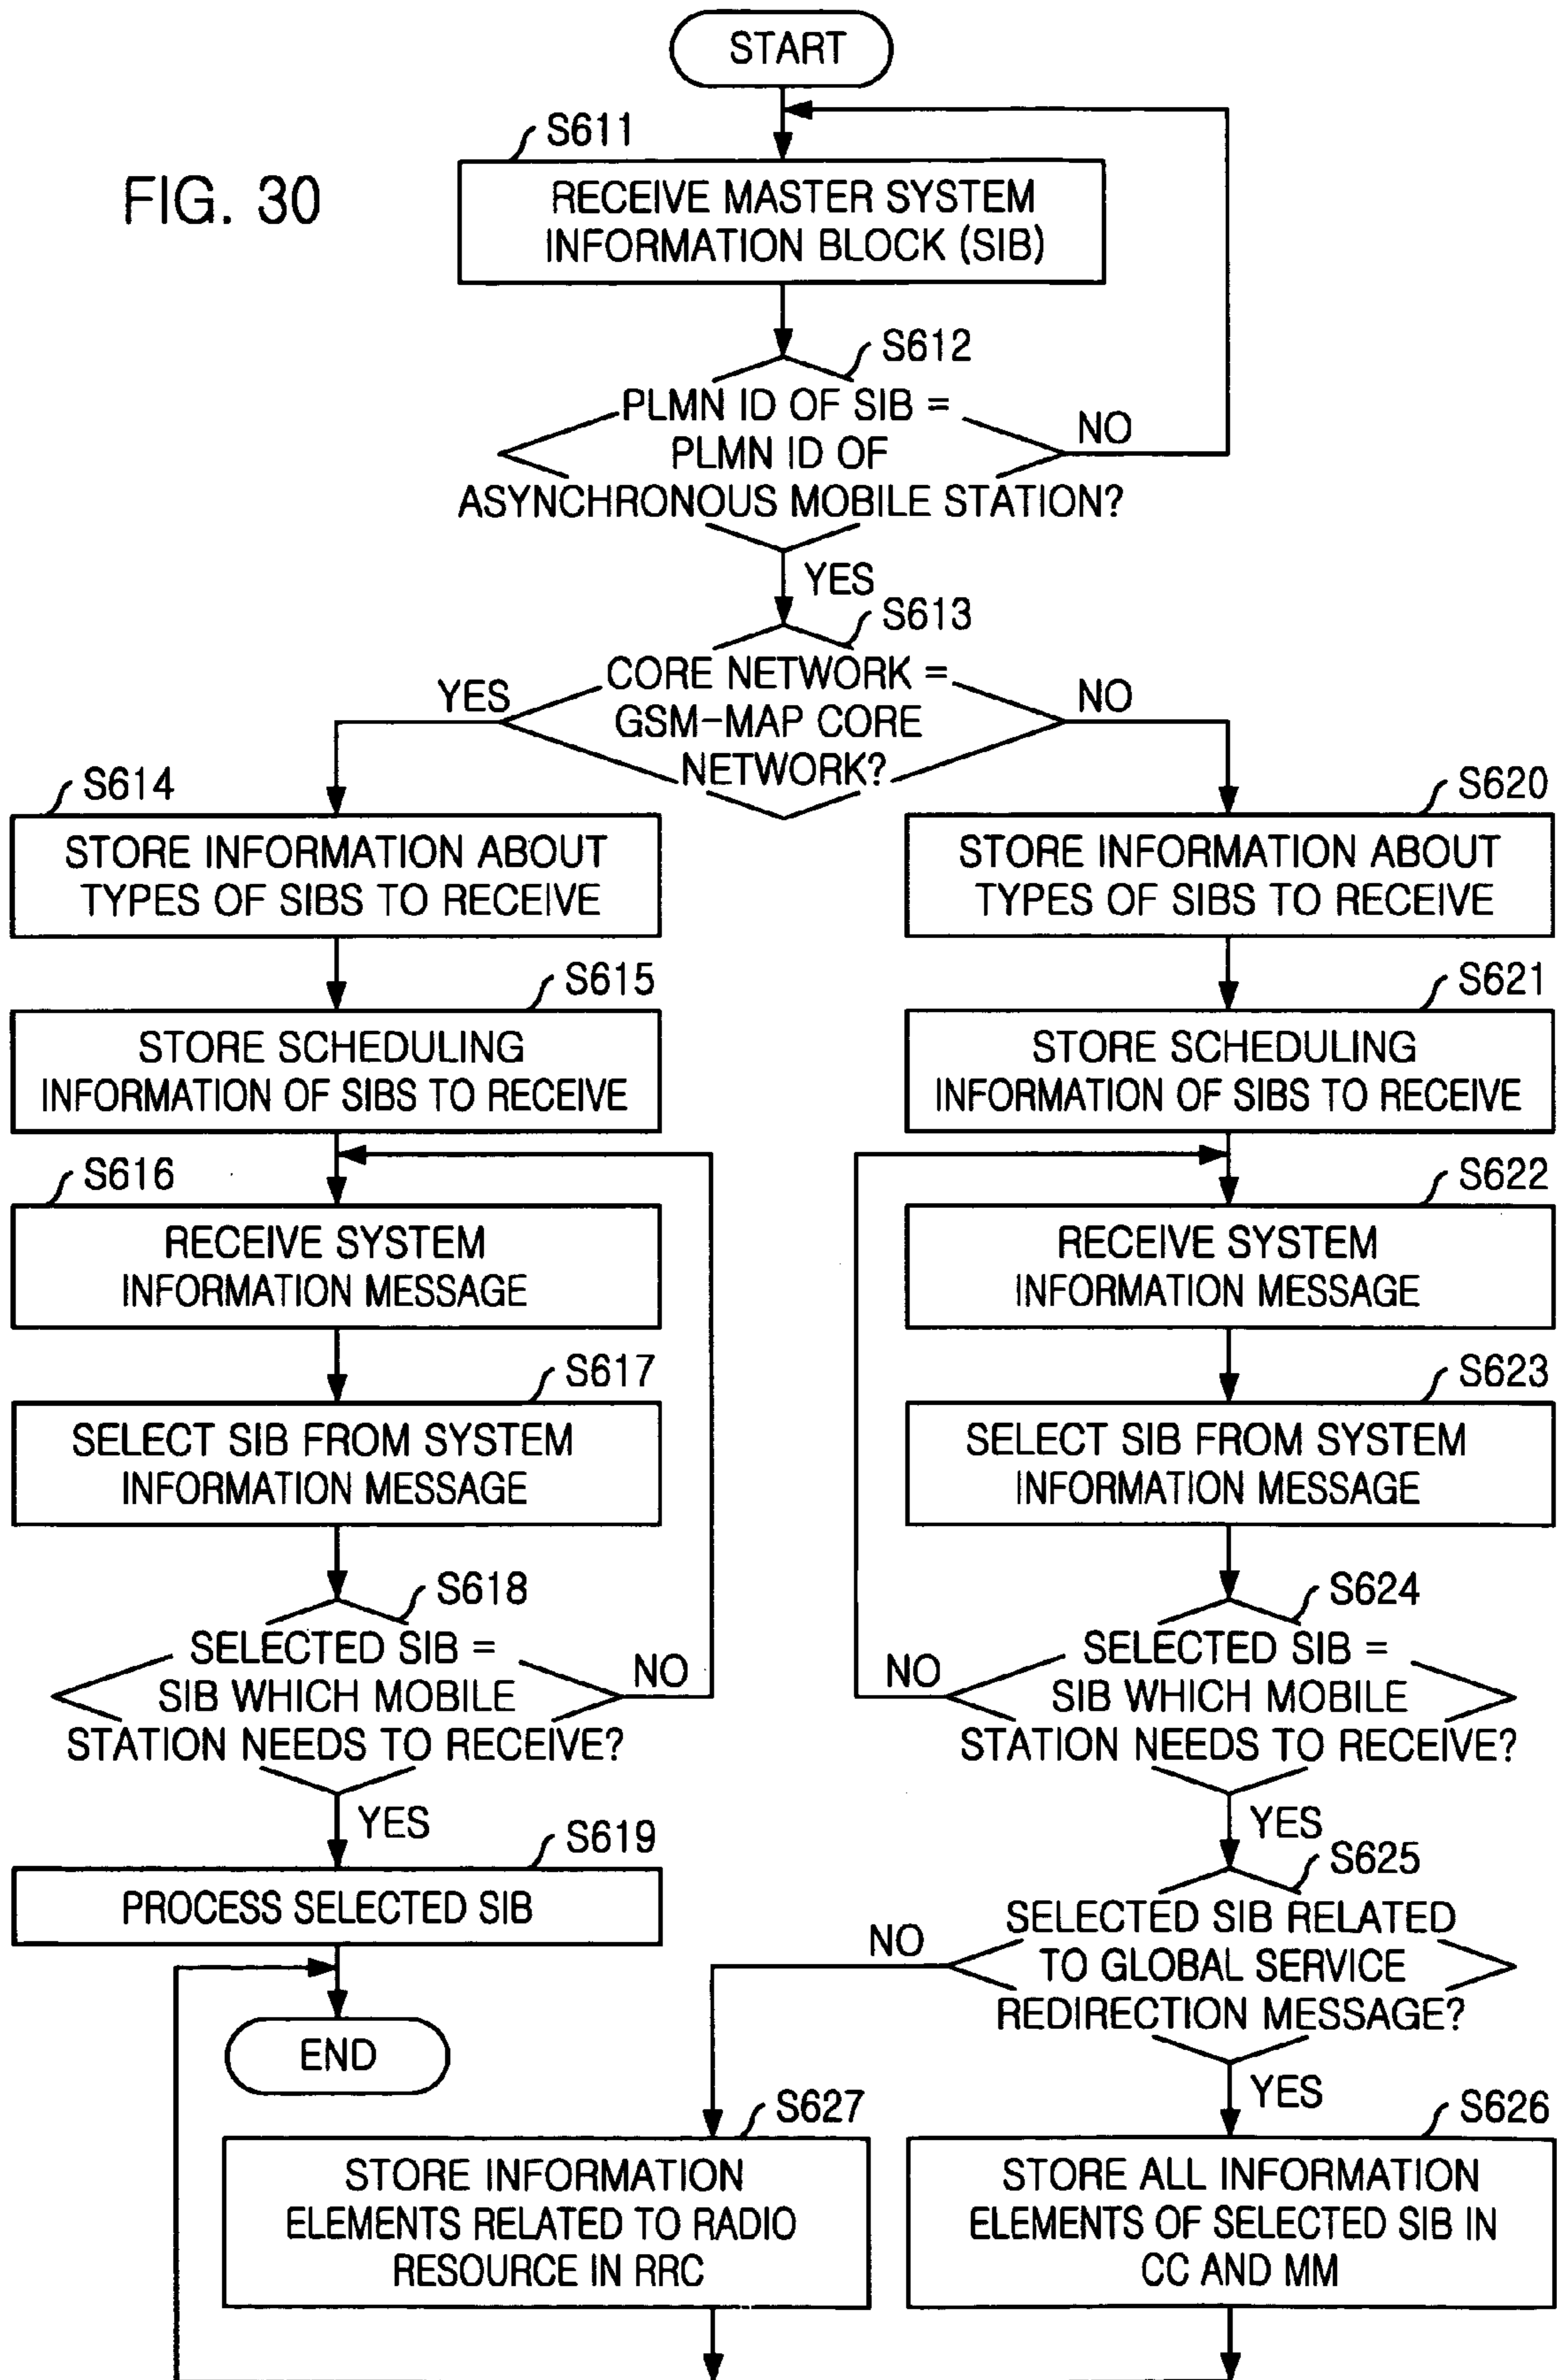 START
S611
FIG. 30
RECEIVE MASTER SYSTEM
INFORMATION BLOCK (SIB)
S612
PLMN ID OF SIB =
PLMN ID OF
ASYNCHRONOUS MOBILE STATION?
NO
YES
S613
CORE NETWORK =
GSM-MAP CORE
NETWORK?
YES
NO
S614
STORE INFORMATION ABOUT
TYPES OF SIBS TO RECEIVE
S620
STORE INFORMATION ABOUT
TYPES OF SIBS TO RECEIVE
S615
STORE SCHEDULING
INFORMATION OF SIBS TO RECEIVE
S621
STORE SCHEDULING
INFORMATION OF SIBS TO RECEIVE
S616
RECEIVE SYSTEM
INFORMATION MESSAGE
S622
RECEIVE SYSTEM
INFORMATION MESSAGE
S617
SELECT SIB FROM SYSTEM
INFORMATION MESSAGE
S623
SELECT SIB FROM SYSTEM
INFORMATION MESSAGE
S618
SELECTED SIB =
SIB WHICH MOBILE
STATION NEEDS TO RECEIVE?
NO
YES
S624
SELECTED SIB =
SIB WHICH MOBILE
STATION NEEDS TO RECEIVE?
NO
YES
S619
PROCESS SELECTED SIB
END
S625
SELECTED SIB RELATED
TO GLOBAL SERVICE
REDIRECTION MESSAGE?
NO
YES
S627
STORE INFORMATION
ELEMENTS RELATED TO RADIO
RESOURCE IN RRC
S626
STORE ALL INFORMATION
ELEMENTS OF SELECTED SIB IN
CC AND MM